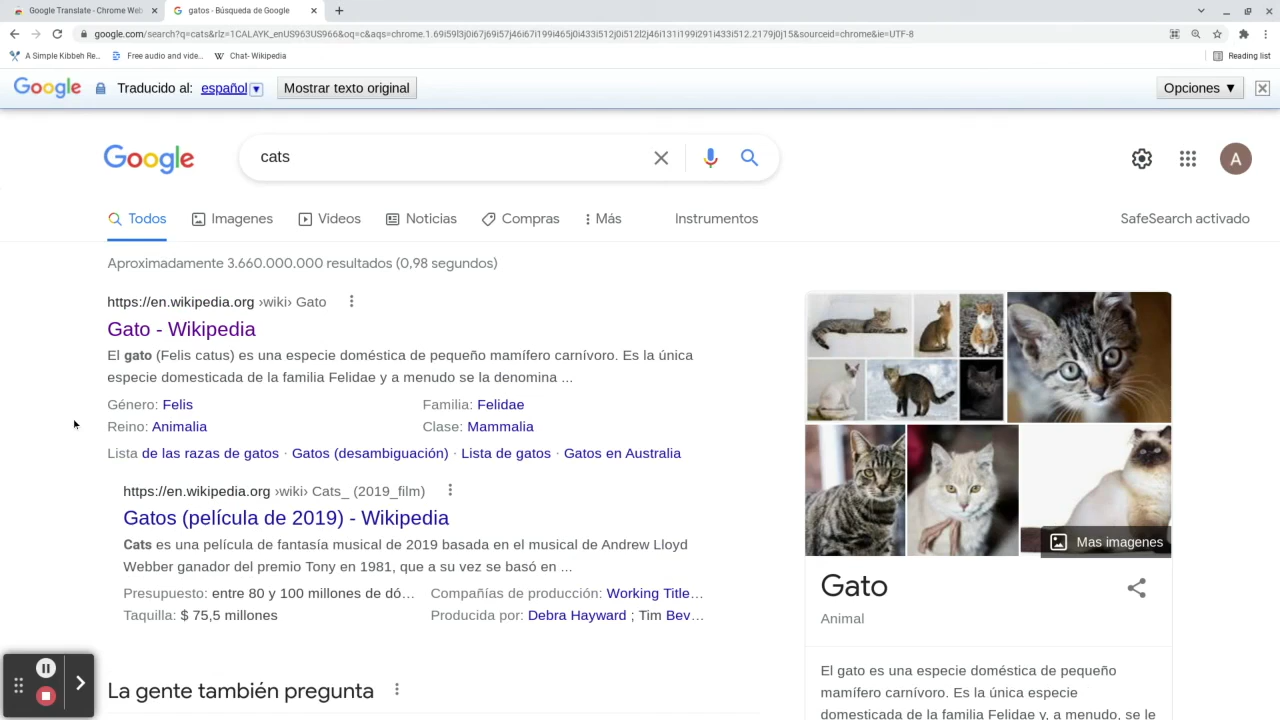 Google Translate - Chrome Web
gatos - Búsqueda de Google
google.com/search?q=cats&rlz=1CALAYK_enUS963US966&oq=c&aqs=chrome.1.69i59l3j0i67j69i57j46i67i199i465j0i433i512j0i512l2j46i131i199i291i433i512.2179j0j15&sourceid=chrome&ie=UTF-8
A Simple Kibbeh Re...
Free audio and vide...
Chat- Wikipedia
Reading list
Google
Traducido al: español
Mostrar texto original
Opciones ▼
Google
cats
A
Todos
Imagenes
Videos
Noticias
Compras
Más
Instrumentos
SafeSearch activado
Aproximadamente 3.660.000.000 resultados (0,98 segundos)
https://en.wikipedia.org ›wiki› Gato
Gato - Wikipedia
El gato (Felis catus) es una especie doméstica de pequeño mamífero carnívoro. Es la única
especie domesticada de la familia Felidae y a menudo se la denomina ...
Género: Felis
Familia: Felidae
Reino: Animalia
Clase: Mammalia
Lista de las razas de gatos · Gatos (desambiguación) · Lista de gatos · Gatos en Australia
https://en.wikipedia.org ›wiki› Cats_ (2019_film)
Gatos (película de 2019) - Wikipedia
Cats es una película de fantasía musical de 2019 basada en el musical de Andrew Lloyd
Webber ganador del premio Tony en 1981, que a su vez se basó en ...
Presupuesto: entre 80 y 100 millones de dó...
Compañías de producción: Working Title...
Taquilla: $ 75,5 millones
Producida por: Debra Hayward ; Tim Bev...
La gente también pregunta
Mas imagenes
Gato
Animal
El gato es una especie doméstica de pequeño
mamífero carnívoro. Es la única especie
domesticada de la familia Felidae y, a menudo, se le